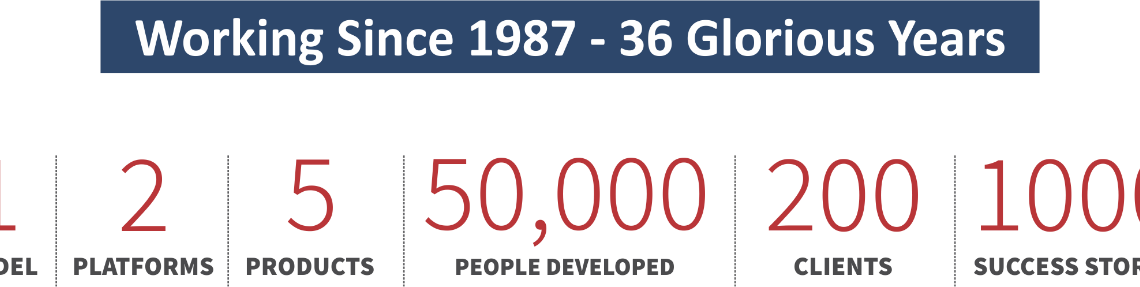 Working Since 1987 - 36 Glorious Years
2 5 50,000 200
PLATFORMS PRODUCTS PEOPLE DEVELOPED CLIENTS SUCCESS